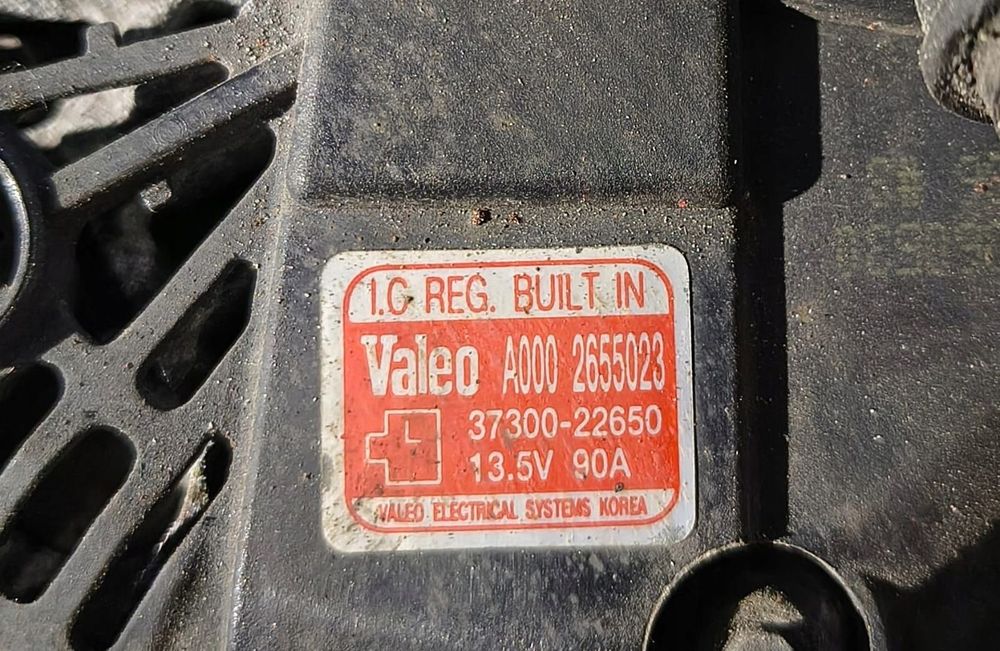 I.C REG. BUILT IN
Valeo A000 2655023
37300-22650
13.5V 90A
VALEO ELECTRICAL SYSTEMS KOREA